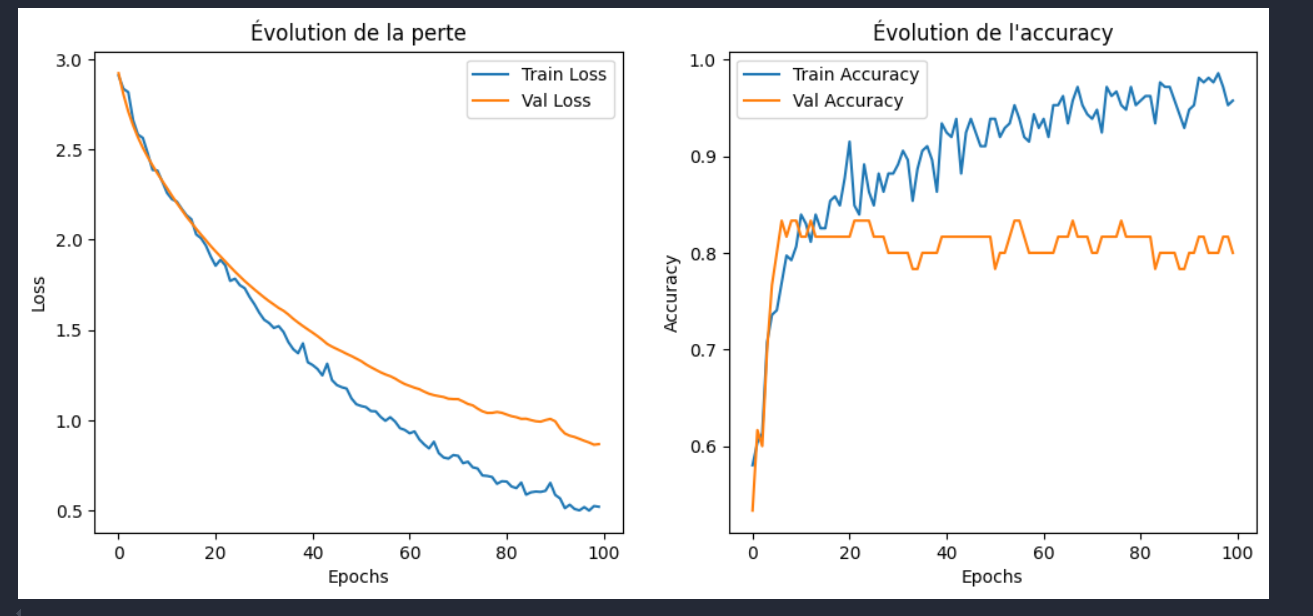 Évolution de la perte
3.0
2.5
2.0
1.5
1.0
0.5
Loss
Train Loss
Val Loss
0 20 40 60 80 100
Epochs
Évolution de l'accuracy
1.0
0.9
0.8
0.7
0.6
Accuracy
Train Accuracy
Val Accuracy
0 20 40 60 80 100
Epochs